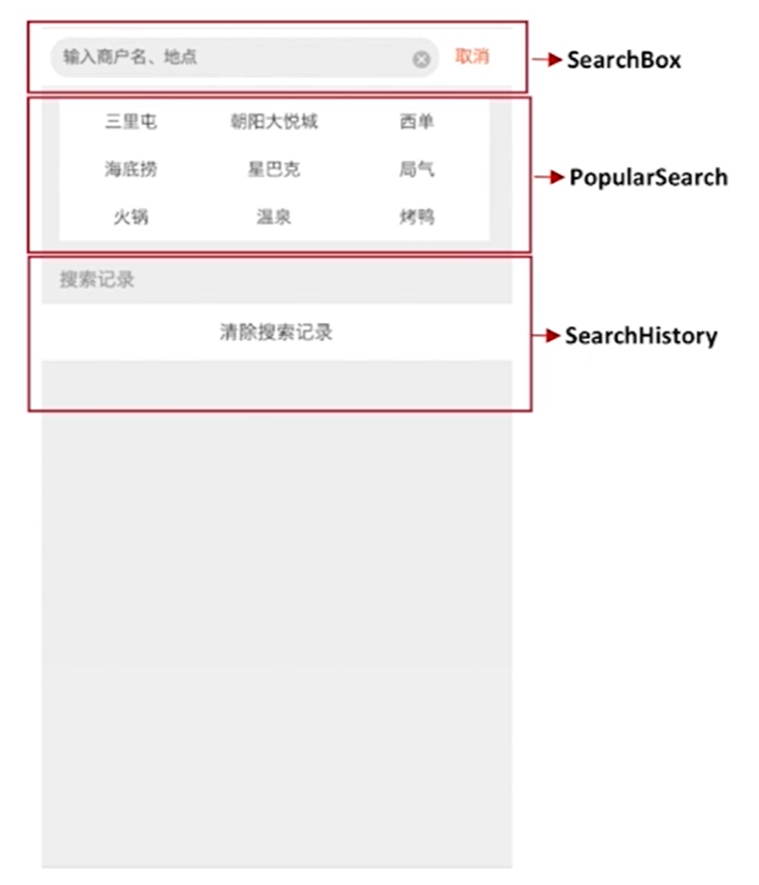 输入商户名、地点 取消 SearchBox
三里屯 朝阳大悦城 西单
海底捞 星巴克 局气 PopularSearch
火锅 温泉 烤鸭
搜索记录
清除搜索记录 SearchHistory